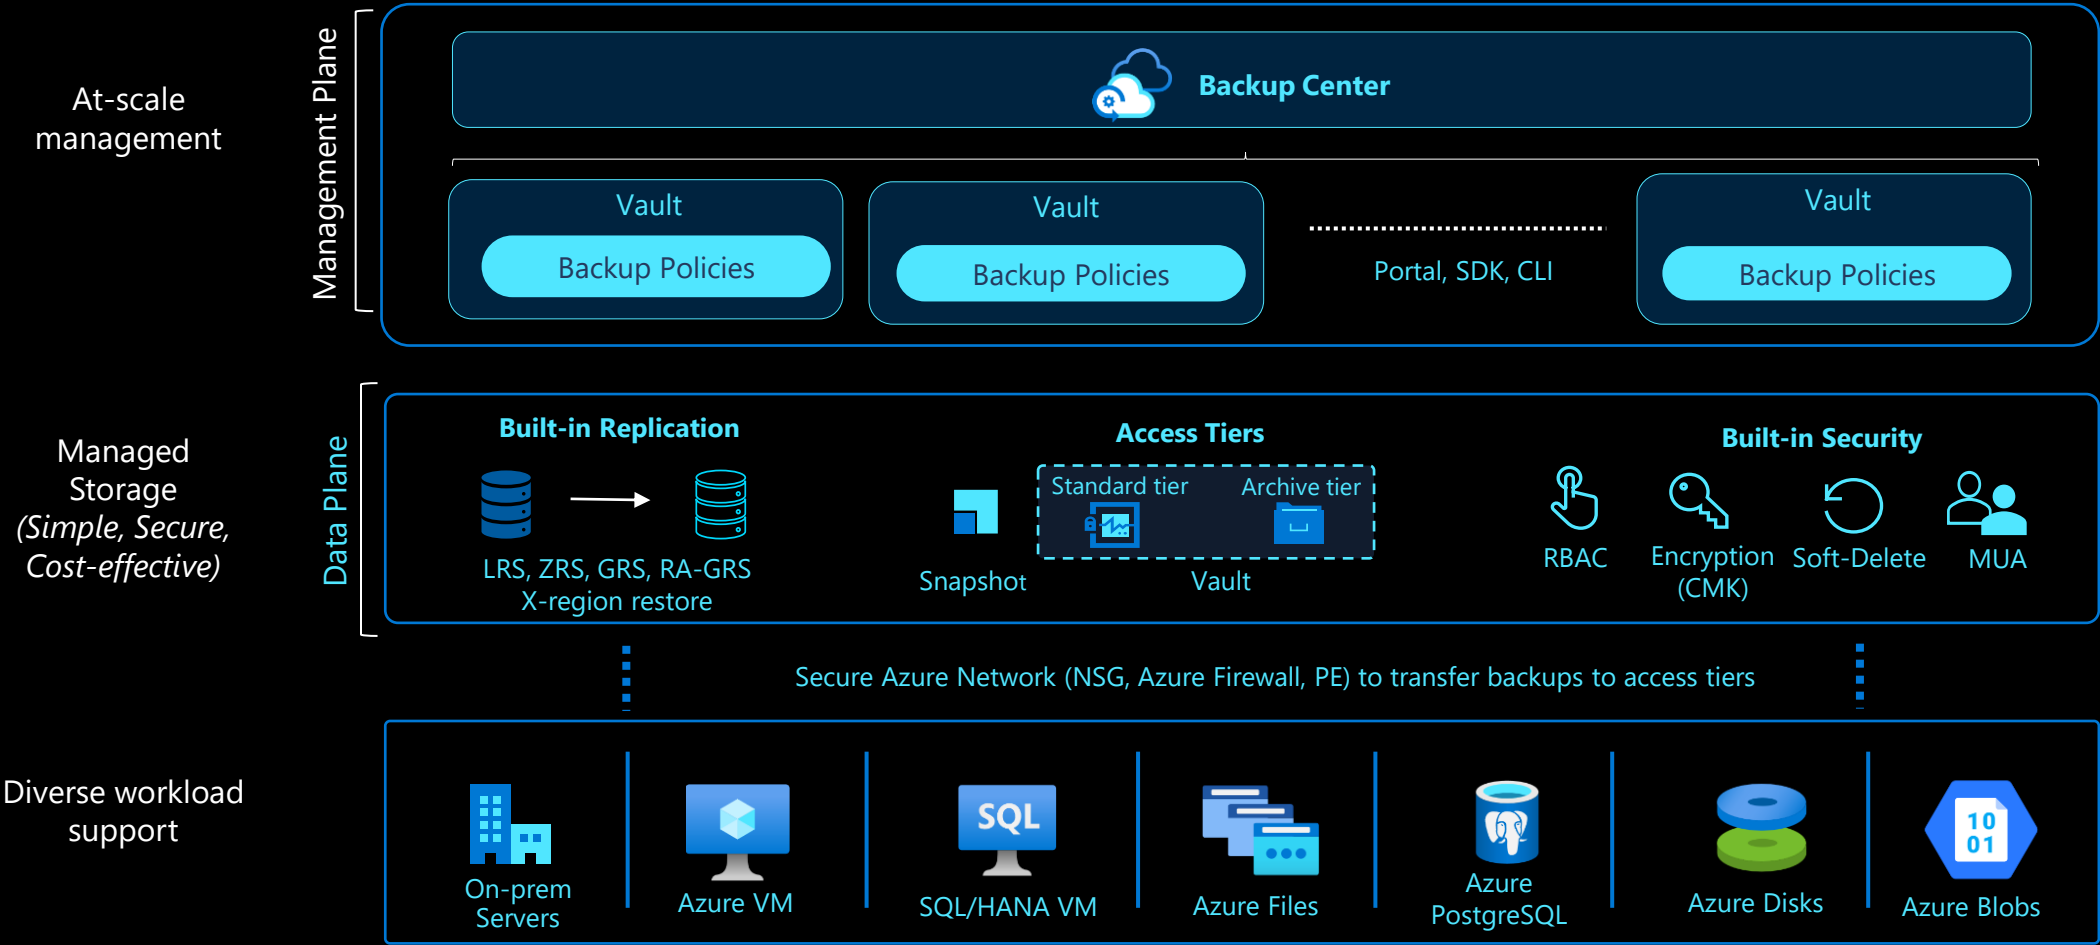 At-scale
management
Management Plane
Backup Center
Vault
Backup Policies
Vault
Backup Policies
Portal, SDK, CLI
Vault
Backup Policies
Managed
Storage
(Simple, Secure,
Cost-effective)
Data Plane
Built-in Replication
LRS, ZRS, GRS, RA-GRS
X-region restore
Access Tiers
Snapshot
Standard tier
Archive tier
Vault
Built-in Security
RBAC
Encryption
(CMK)
Soft-Delete
MUA
Secure Azure Network (NSG, Azure Firewall, PE) to transfer backups to access tiers
Diverse workload
support
On-prem
Servers
Azure VM
SQL
SQL/HANA VM
Azure Files
Azure
PostgreSQL
Azure Disks
10
01
Azure Blobs